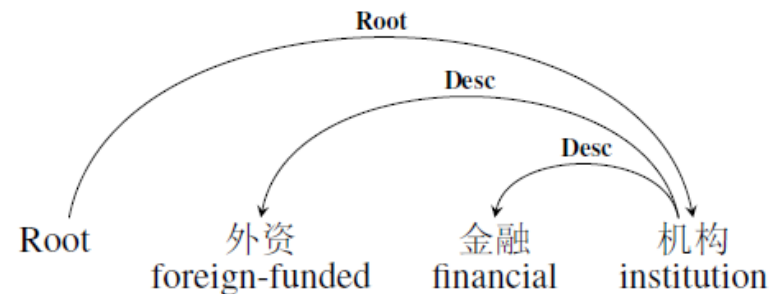 Root
Desc
Desc
Root 外资 金融 机构
foreign-funded financial institution